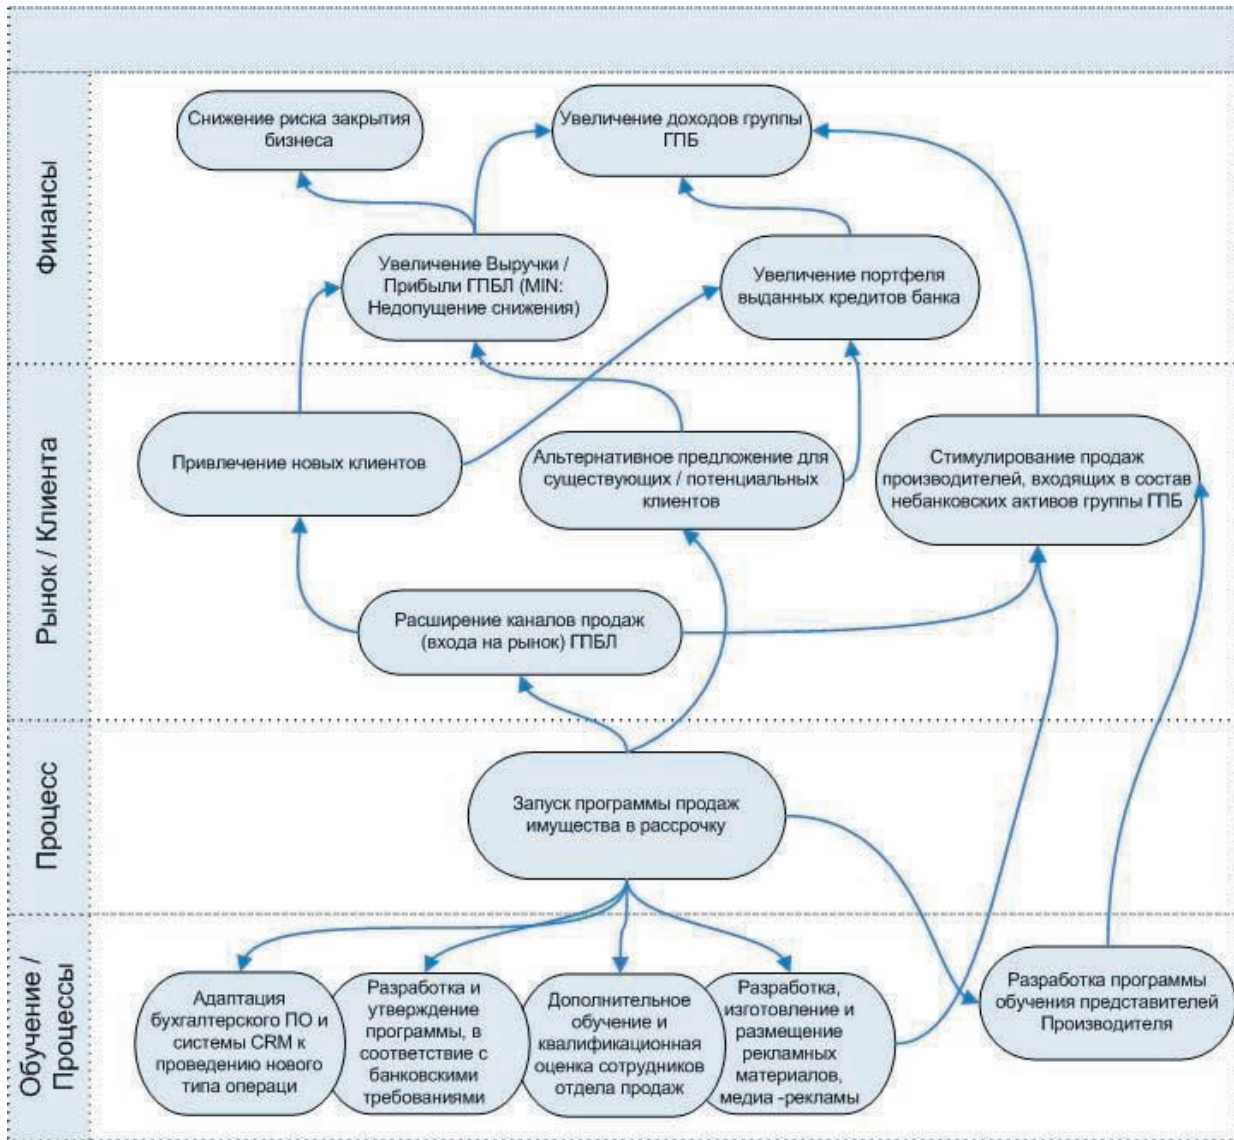 Финансы
Снижение риска закрытия
бизнеса
Увеличение доходов группы
ГПБ
Увеличение Выручки /
Прибыли ГПБЛ (MIN:
Недопущение снижения)
Увеличение портфеля
выданных кредитов банка
Рынок / Клиента
Привлечение новых клиентов
Альтернативное предложение для
существующих / потенциальных
клиентов
Стимулирование продаж
производителей, входящих в состав
небанковских активов группы ГПБ
Расширение каналов продаж
(входа на рынок) ГПБЛ
Процесс
Запуск программы продаж
имущества в рассрочку
Обучение /
Процессы
Адаптация
бухгалтерского ПО и
системы CRM к
проведению нового
типа операци
Разработка и
утверждение
программы, в
соответствие с
банковскими
требованиями
Дополнительное
обучение и
квалификационная
оценка сотрудников
отдела продаж
Разработка,
изготовление и
размещение
рекламных
материалов,
медиа -рекламы
Разработка программы
обучения представителей
Производителя